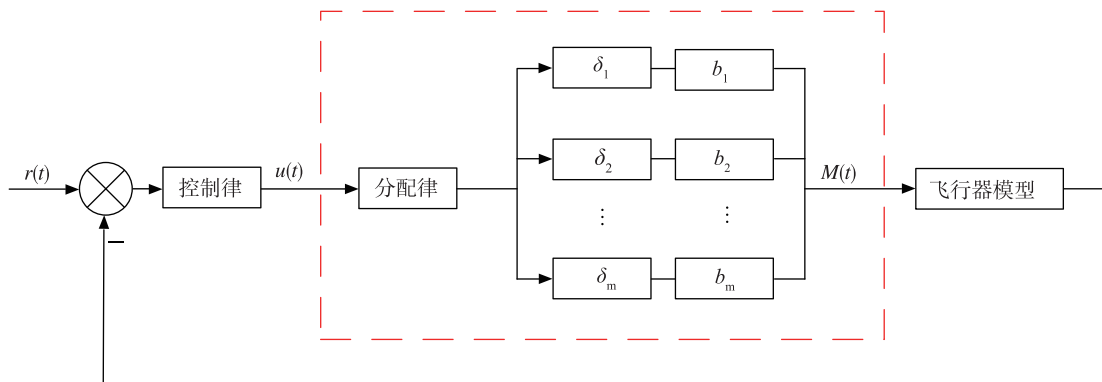 r(t)
控制律
u(t)
分配律
δ₁
b₁
δ₂
b₂
⋮
⋮
δₘ
bₘ
M(t)
飞行器模型
−